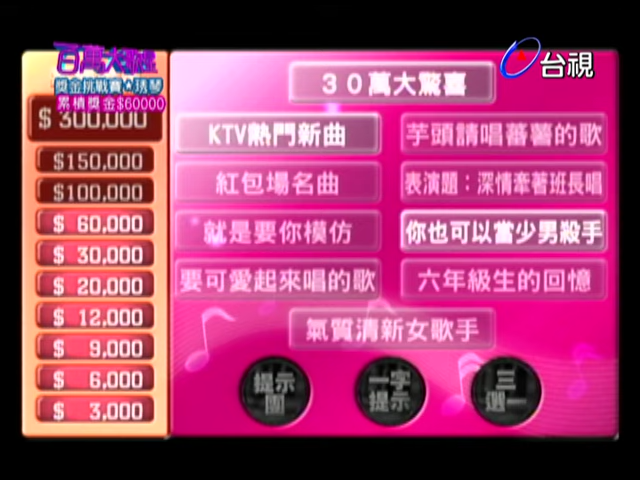 百萬大歌星
獎金挑戰賽★琇琴
累積獎金$60000
台視
30萬大驚喜
$ 300,000
$150,000
$100,000
$ 60,000
$ 30,000
$ 20,000
$ 12,000
$ 9,000
$ 6,000
$ 3,000
KTV熱門新曲
芋頭請唱蕃薯的歌
紅包場名曲
表演題：深情牽著班長唱
就是要你模仿
你也可以當少男殺手
要可愛起來唱的歌
六年級生的回憶
氣質清新女歌手
提示團
一字提示
三選一